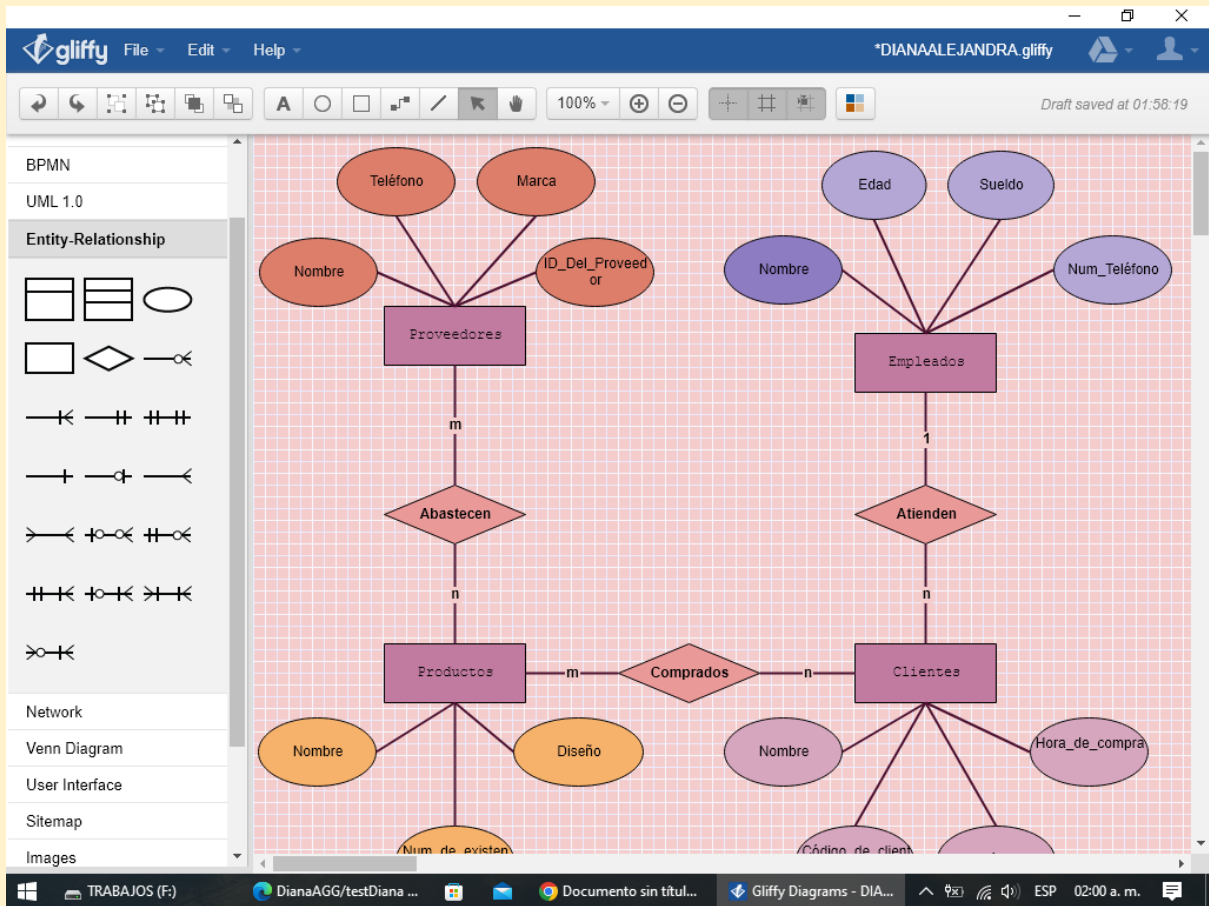 gliffy File Edit Help *DIANAALEJANDRA.gliffy
A 100% Draft saved at 01:58:19
BPMN
UML 1.0
Entity-Relationship
Network
Venn Diagram
User Interface
Sitemap
Images
Teléfono
Marca
Nombre
ID_Del_Proveed
or
Proveedores
m
Abastecen
n
Edad
Sueldo
Nombre
Num_Teléfono
Empleados
1
Atienden
n
Productos
m
Comprados
n
Clientes
Nombre
Diseño
Num_de_existen
Nombre
Hora_de_compra
Código_de_client
TRABAJOS (F:) DianaAGG/testDiana ... Documento sin títul... Gliffy Diagrams - DIA... ESP 02:00 a. m.